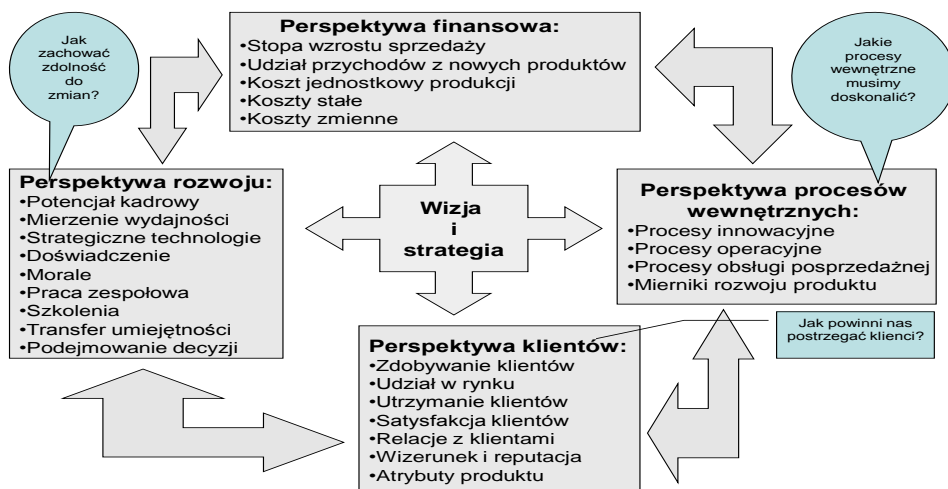 Jak
zachować
zdolność
do
zmian?
Perspektywa finansowa:
•Stopa wzrostu sprzedaży
•Udział przychodów z nowych produktów
•Koszt jednostkowy produkcji
•Koszty stałe
•Koszty zmienne
Jakie
procesy
wewnętrzne
musimy
doskonalić?
Perspektywa rozwoju:
•Potencjał kadrowy
•Mierzenie wydajności
•Strategiczne technologie
•Doświadczenie
•Morale
•Praca zespołowa
•Szkolenia
•Transfer umiejętności
•Podejmowanie decyzji
Wizja
i
strategia
Perspektywa procesów
wewnętrznych:
•Procesy innowacyjne
•Procesy operacyjne
•Procesy obsługi posprzedażnej
•Mierniki rozwoju produktu
Jak powinni nas
postrzegać klienci?
Perspektywa klientów:
•Zdobywanie klientów
•Udział w rynku
•Utrzymanie klientów
•Satysfakcja klientów
•Relacje z klientami
•Wizerunek i reputacja
•Atrybuty produktu